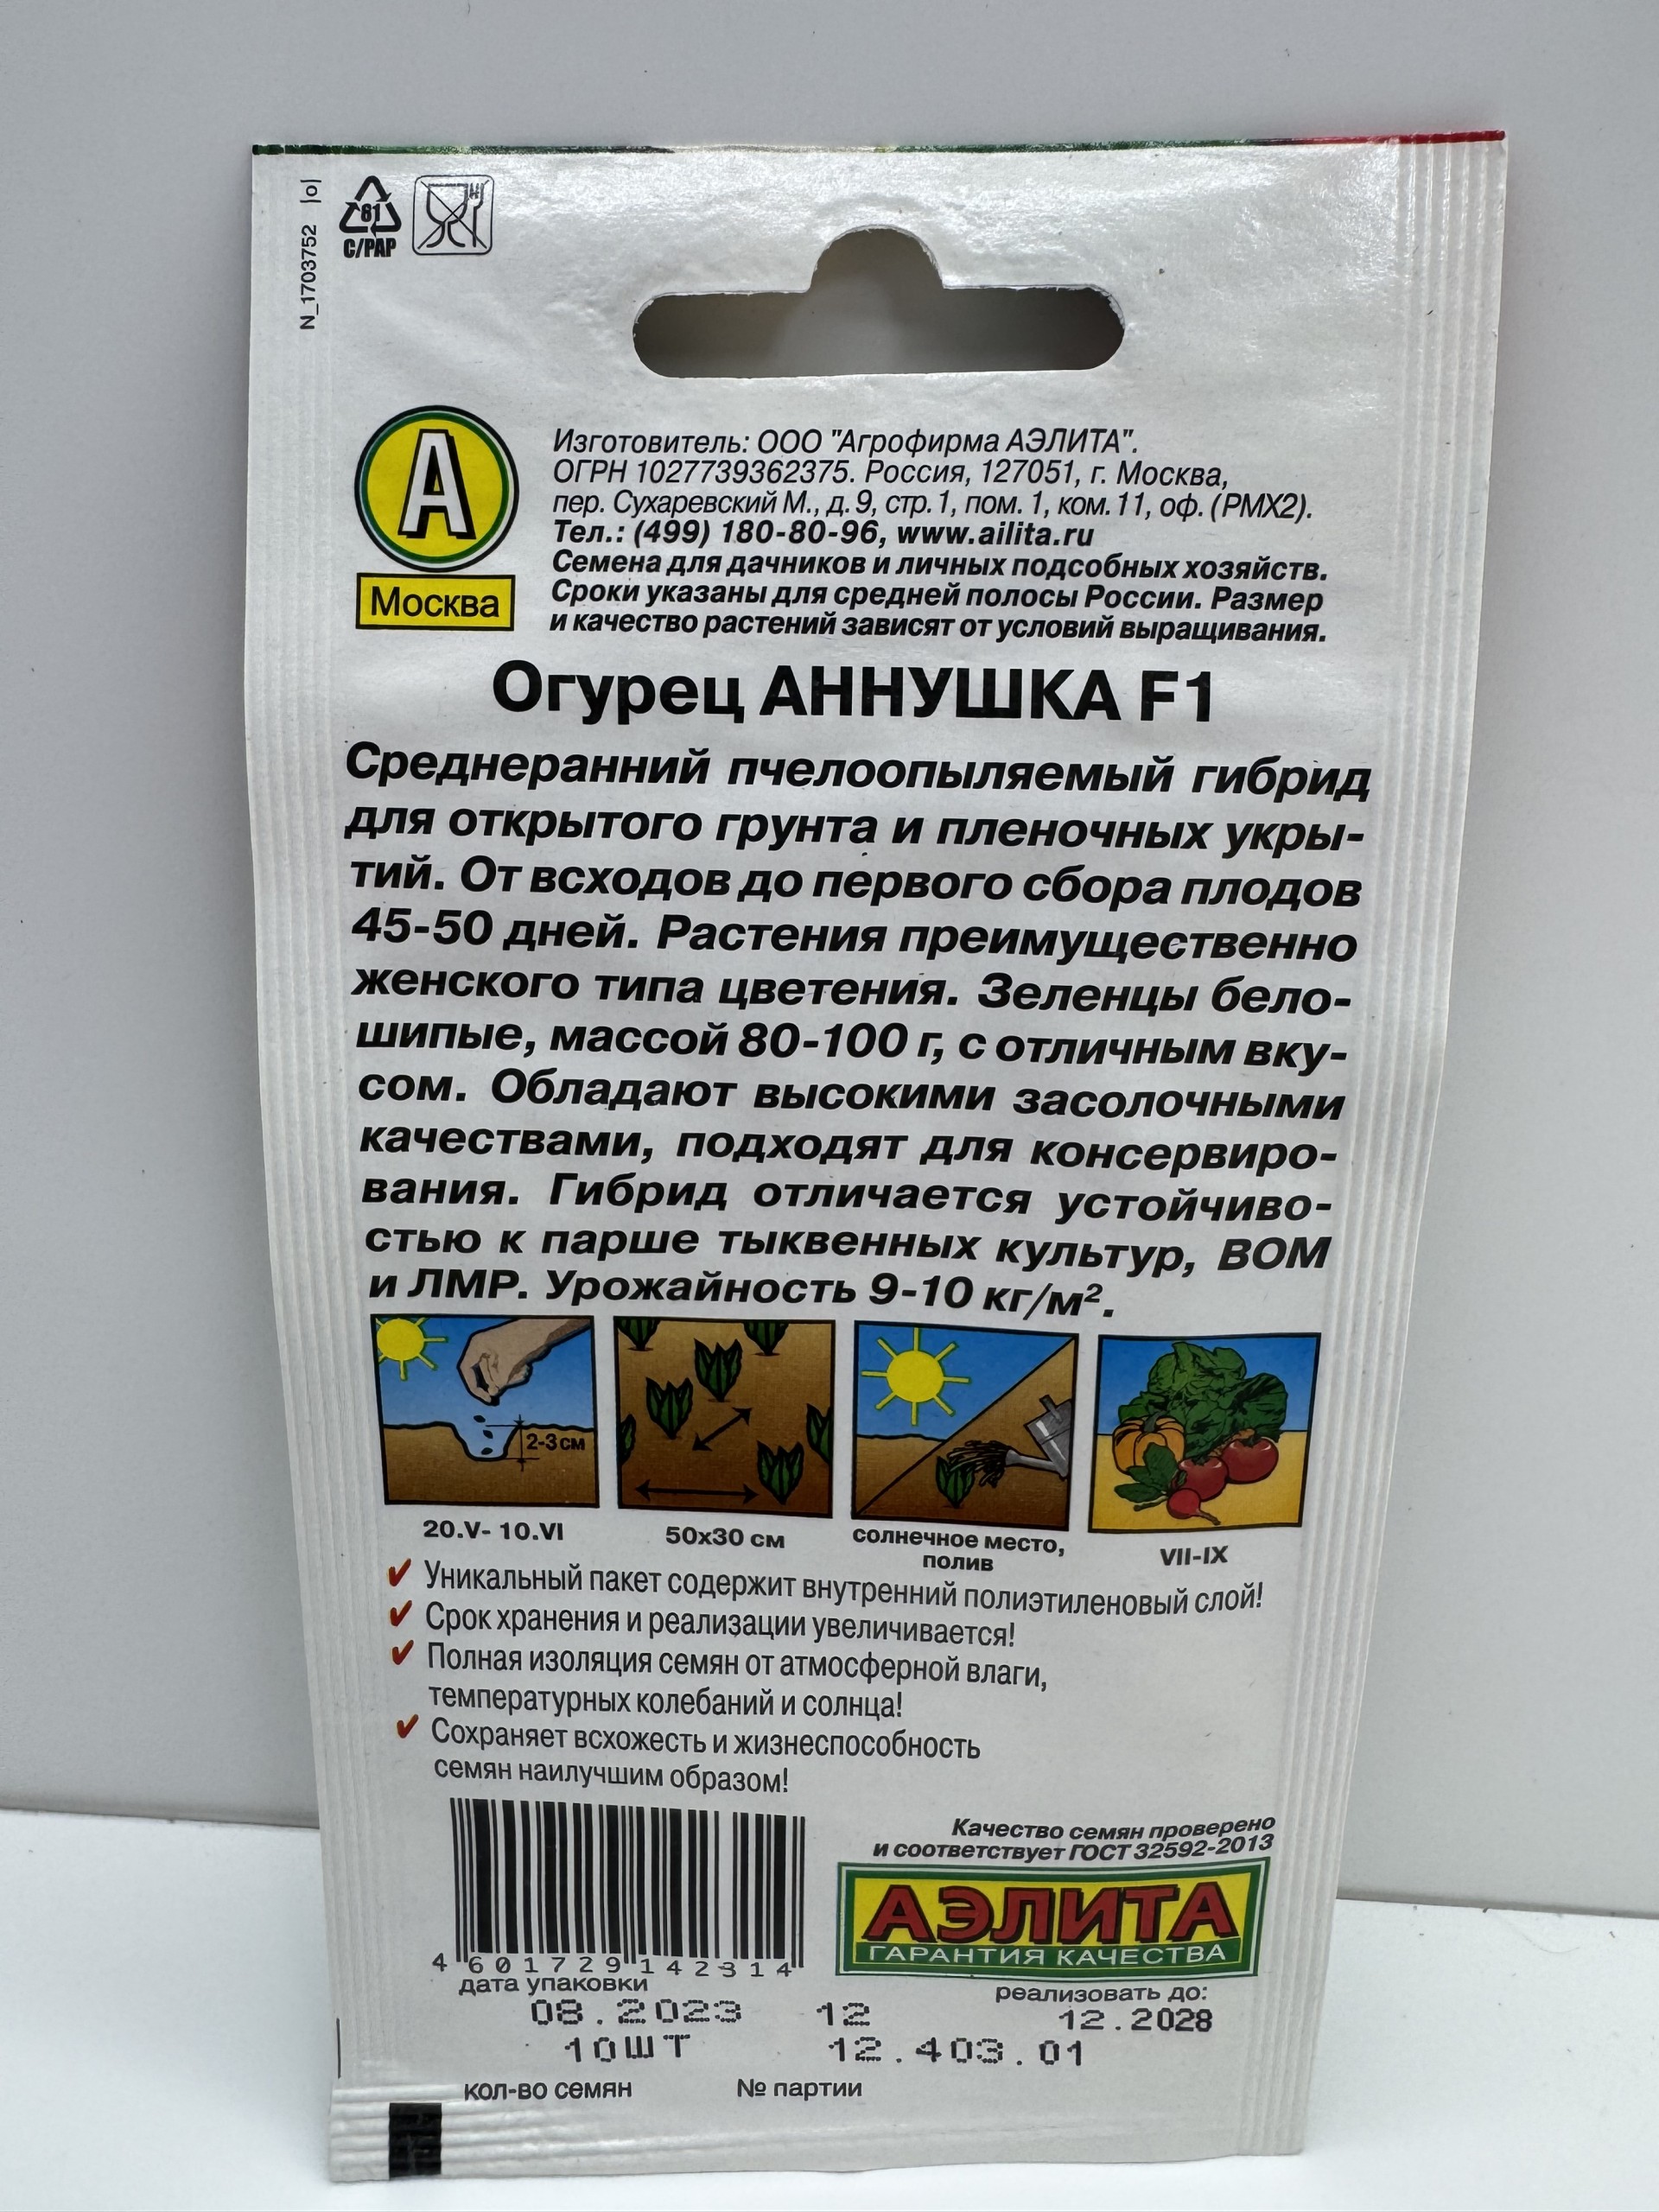 N_1703752 |o|
81
C/PAP
А
Москва
Изготовитель: ООО "Агрофирма АЭЛИТА".
ОГРН 1027739362375. Россия, 127051, г. Москва,
пер. Сухаревский М., д. 9, стр. 1, пом. 1, ком. 11, оф. (РМХ2).
Тел.: (499) 180-80-96, www.ailita.ru
Семена для дачников и личных подсобных хозяйств.
Сроки указаны для средней полосы России. Размер
и качество растений зависят от условий выращивания.
Огурец АННУШКА F1
Среднеранний пчелоопыляемый гибрид
для открытого грунта и пленочных укры-
тий. От всходов до первого сбора плодов
45-50 дней. Растения преимущественно
женского типа цветения. Зеленцы бело-
шипые, массой 80-100 г, с отличным вку-
сом. Обладают высокими засолочными
качествами, подходят для консервиро-
вания. Гибрид отличается устойчиво-
стью к парше тыквенных культур, ВОМ
и ЛМР. Урожайность 9-10 кг/м².
2-3 см
20.V- 10.VI
50х30 см
солнечное место,
полив
VII-IX
Уникальный пакет содержит внутренний полиэтиленовый слой!
Срок хранения и реализации увеличивается!
Полная изоляция семян от атмосферной влаги,
температурных колебаний и солнца!
Сохраняет всхожесть и жизнеспособность
семян наилучшим образом!
Качество семян проверено
и соответствует ГОСТ 32592-2013
АЭЛИТА
ГАРАНТИЯ КАЧЕСТВА
4 601729 142314
дата упаковки
реализовать до:
08.2023 12 12.2028
10ШТ 12.403.01
кол-во семян № партии